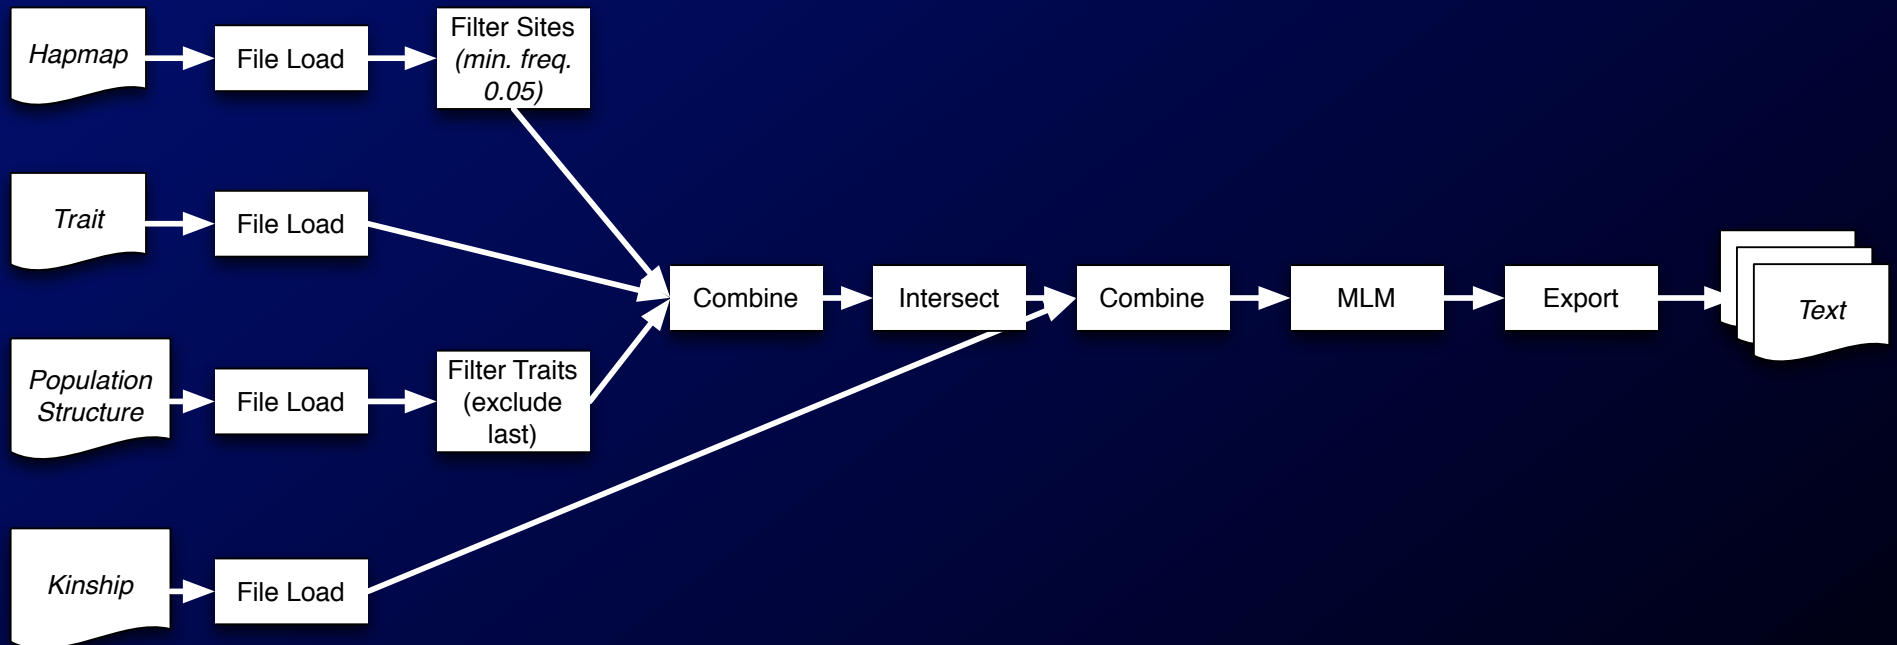 Hapmap
File Load
Filter Sites
(min. freq.
0.05)
Trait
File Load
Population
Structure
File Load
Filter Traits
(exclude
last)
Kinship
File Load
Combine
Intersect
Combine
MLM
Export
Text